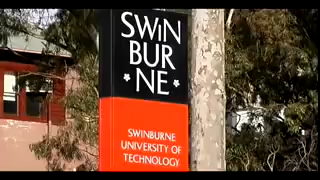 SWIN
BUR
* NE *
SWINBURNE
UNIVERSITY OF
TECHNOLOGY